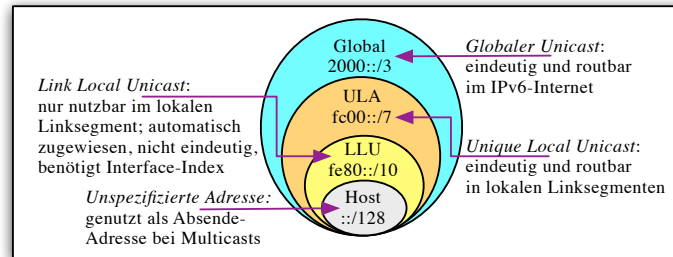 Global
2000::/3
Globaler Unicast:
eindeutig und routbar
im IPv6-Internet
Link Local Unicast:
nur nutzbar im lokalen
Linksegment; automatisch
zugewiesen, nicht eindeutig,
benötigt Interface-Index
ULA
fc00::/7
LLU
fe80::/10
Unique Local Unicast:
eindeutig und routbar
in lokalen Linksegmenten
Unspezifizierte Adresse:
genutzt als Absende-
Adresse bei Multicasts
Host
::/128